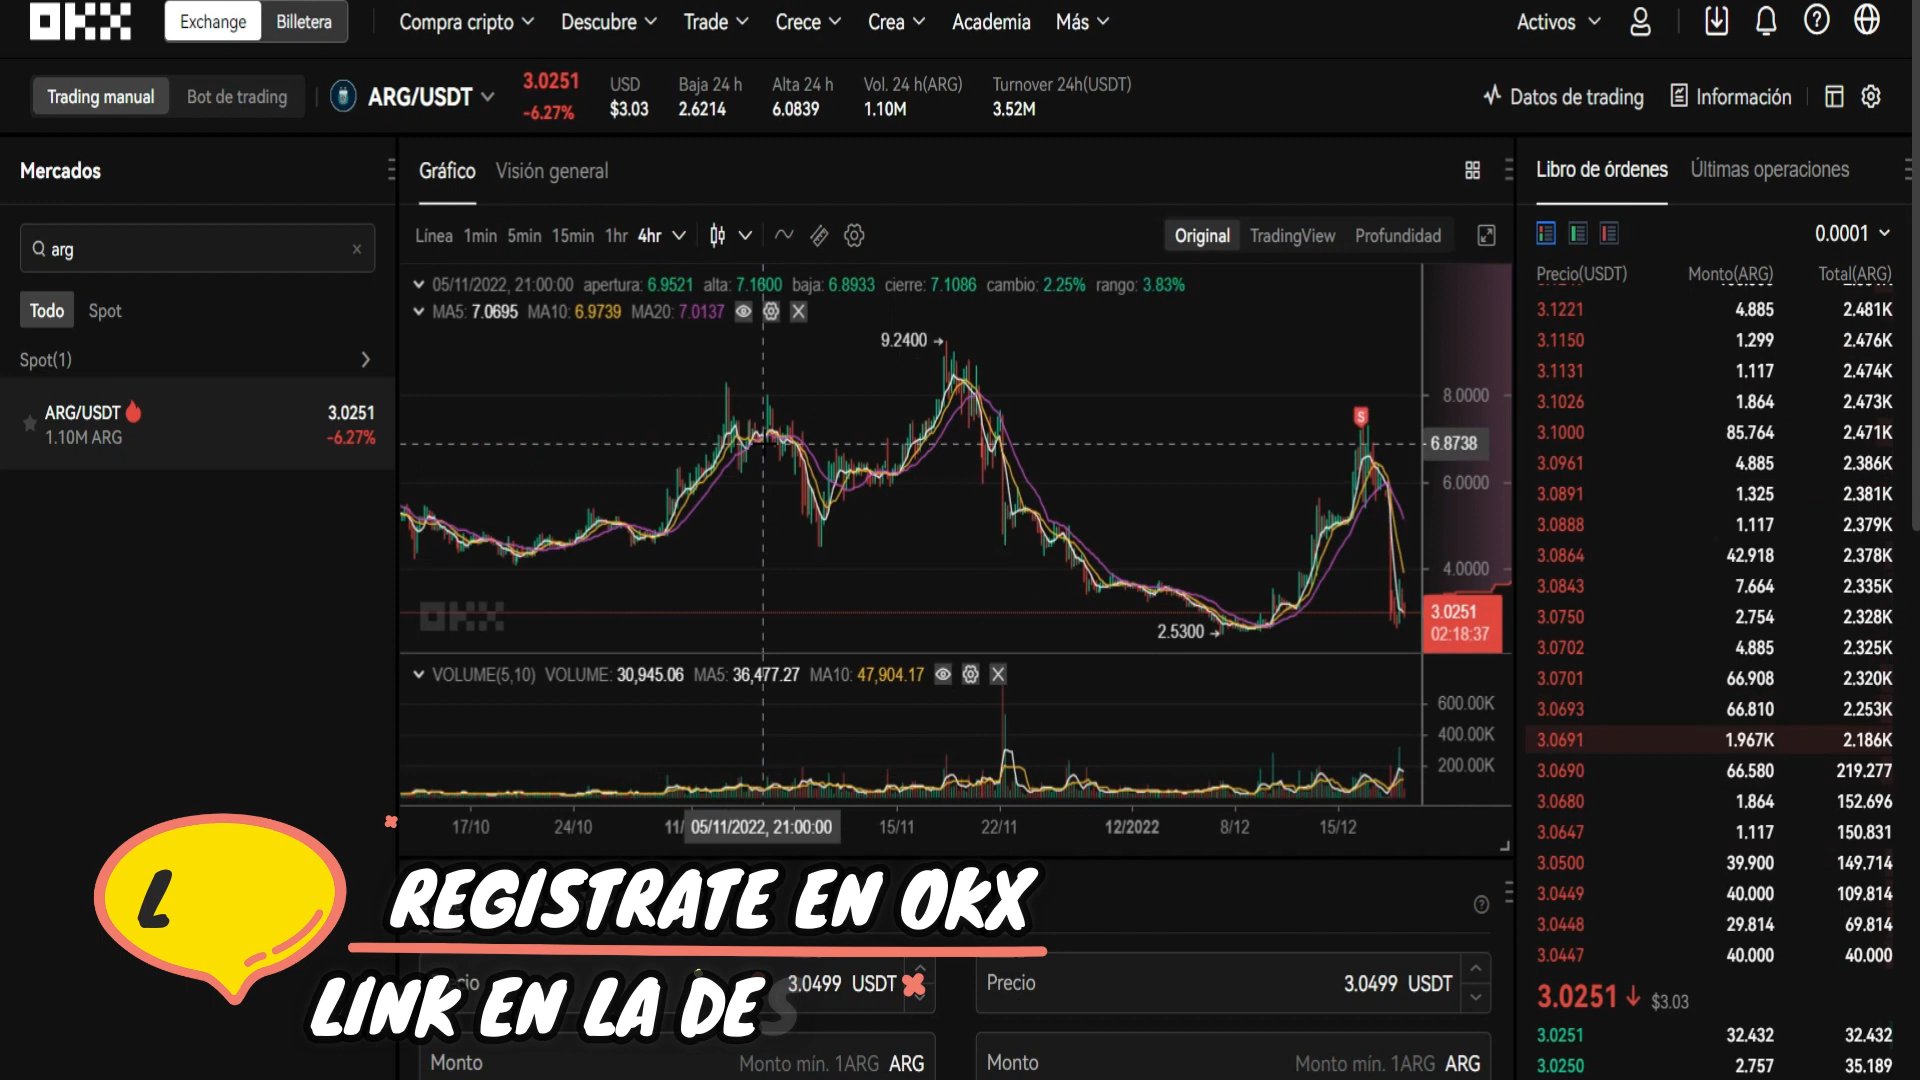 OKX
Exchange Billetera Compra cripto Descubre Trade Crece Crea Academia Más Activos
Trading manual Bot de trading ARG/USDT
3.0251
-6.27%
USD
$3.03
Baja 24 h
2.6214
Alta 24 h
6.0839
Vol. 24 h(ARG)
1.10M
Turnover 24h(USDT)
3.52M
Datos de trading Información
Mercados
arg
Todo Spot
Spot(1)
ARG/USDT 3.0251
1.10M ARG -6.27%
Gráfico Visión general
Línea 1min 5min 15min 1hr 4hr Original TradingView Profundidad
05/11/2022, 21:00:00 apertura: 6.9521 alta: 7.1600 baja: 6.8933 cierre: 7.1086 cambio: 2.25% rango: 3.83%
MA5: 7.0695 MA10: 6.9739 MA20: 7.0137
9.2400
8.0000
S
6.8738
6.0000
4.0000
OKX
3.0251
02:18:37
2.5300
VOLUME(5,10) VOLUME: 30,945.06 MA5: 36,477.27 MA10: 47,904.17
600.00K
400.00K
200.00K
17/10 24/10 11/ 05/11/2022, 21:00:00 15/11 22/11 12/2022 8/12 15/12
Libro de órdenes Últimas operaciones
0.0001
Precio(USDT) Monto(ARG) Total(ARG)
3.1221 4.885 2.481K
3.1150 1.299 2.476K
3.1131 1.117 2.474K
3.1026 1.864 2.473K
3.1000 85.764 2.471K
3.0961 4.885 2.386K
3.0891 1.325 2.381K
3.0888 1.117 2.379K
3.0864 42.918 2.378K
3.0843 7.664 2.335K
3.0750 2.754 2.328K
3.0702 4.885 2.325K
3.0701 66.908 2.320K
3.0693 66.810 2.253K
3.0691 1.967K 2.186K
3.0690 66.580 219.277
3.0680 1.864 152.696
3.0647 1.117 150.831
3.0500 39.900 149.714
3.0449 40.000 109.814
3.0448 29.814 69.814
3.0447 40.000 40.000
3.0251 $3.03
3.0251 32.432 32.432
3.0250 2.757 35.189
L
REGISTRATE EN OKX
LINK EN LA DES
cio 3.0499 USDT
Precio 3.0499 USDT
Monto Monto mín. 1ARG ARG
Monto Monto mín. 1ARG ARG